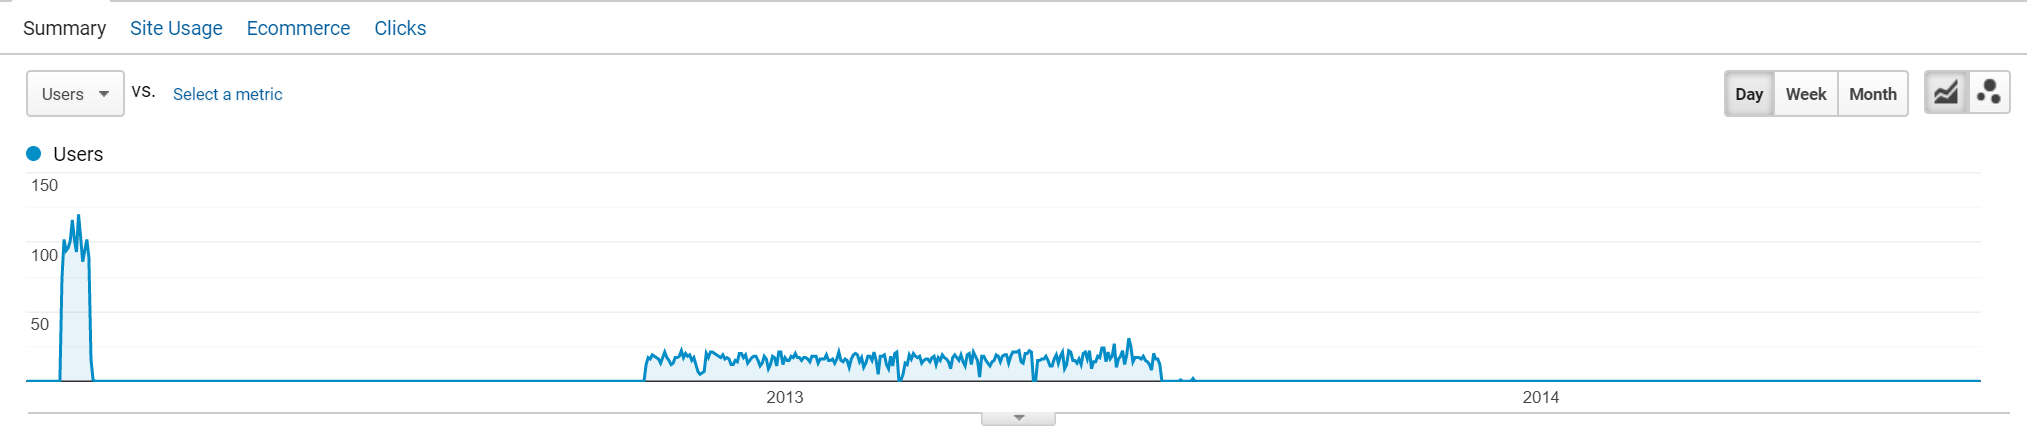 Summary Site Usage Ecommerce Clicks
Users vs. Select a metric Day Week Month
Users
150
100
50
2013 2014